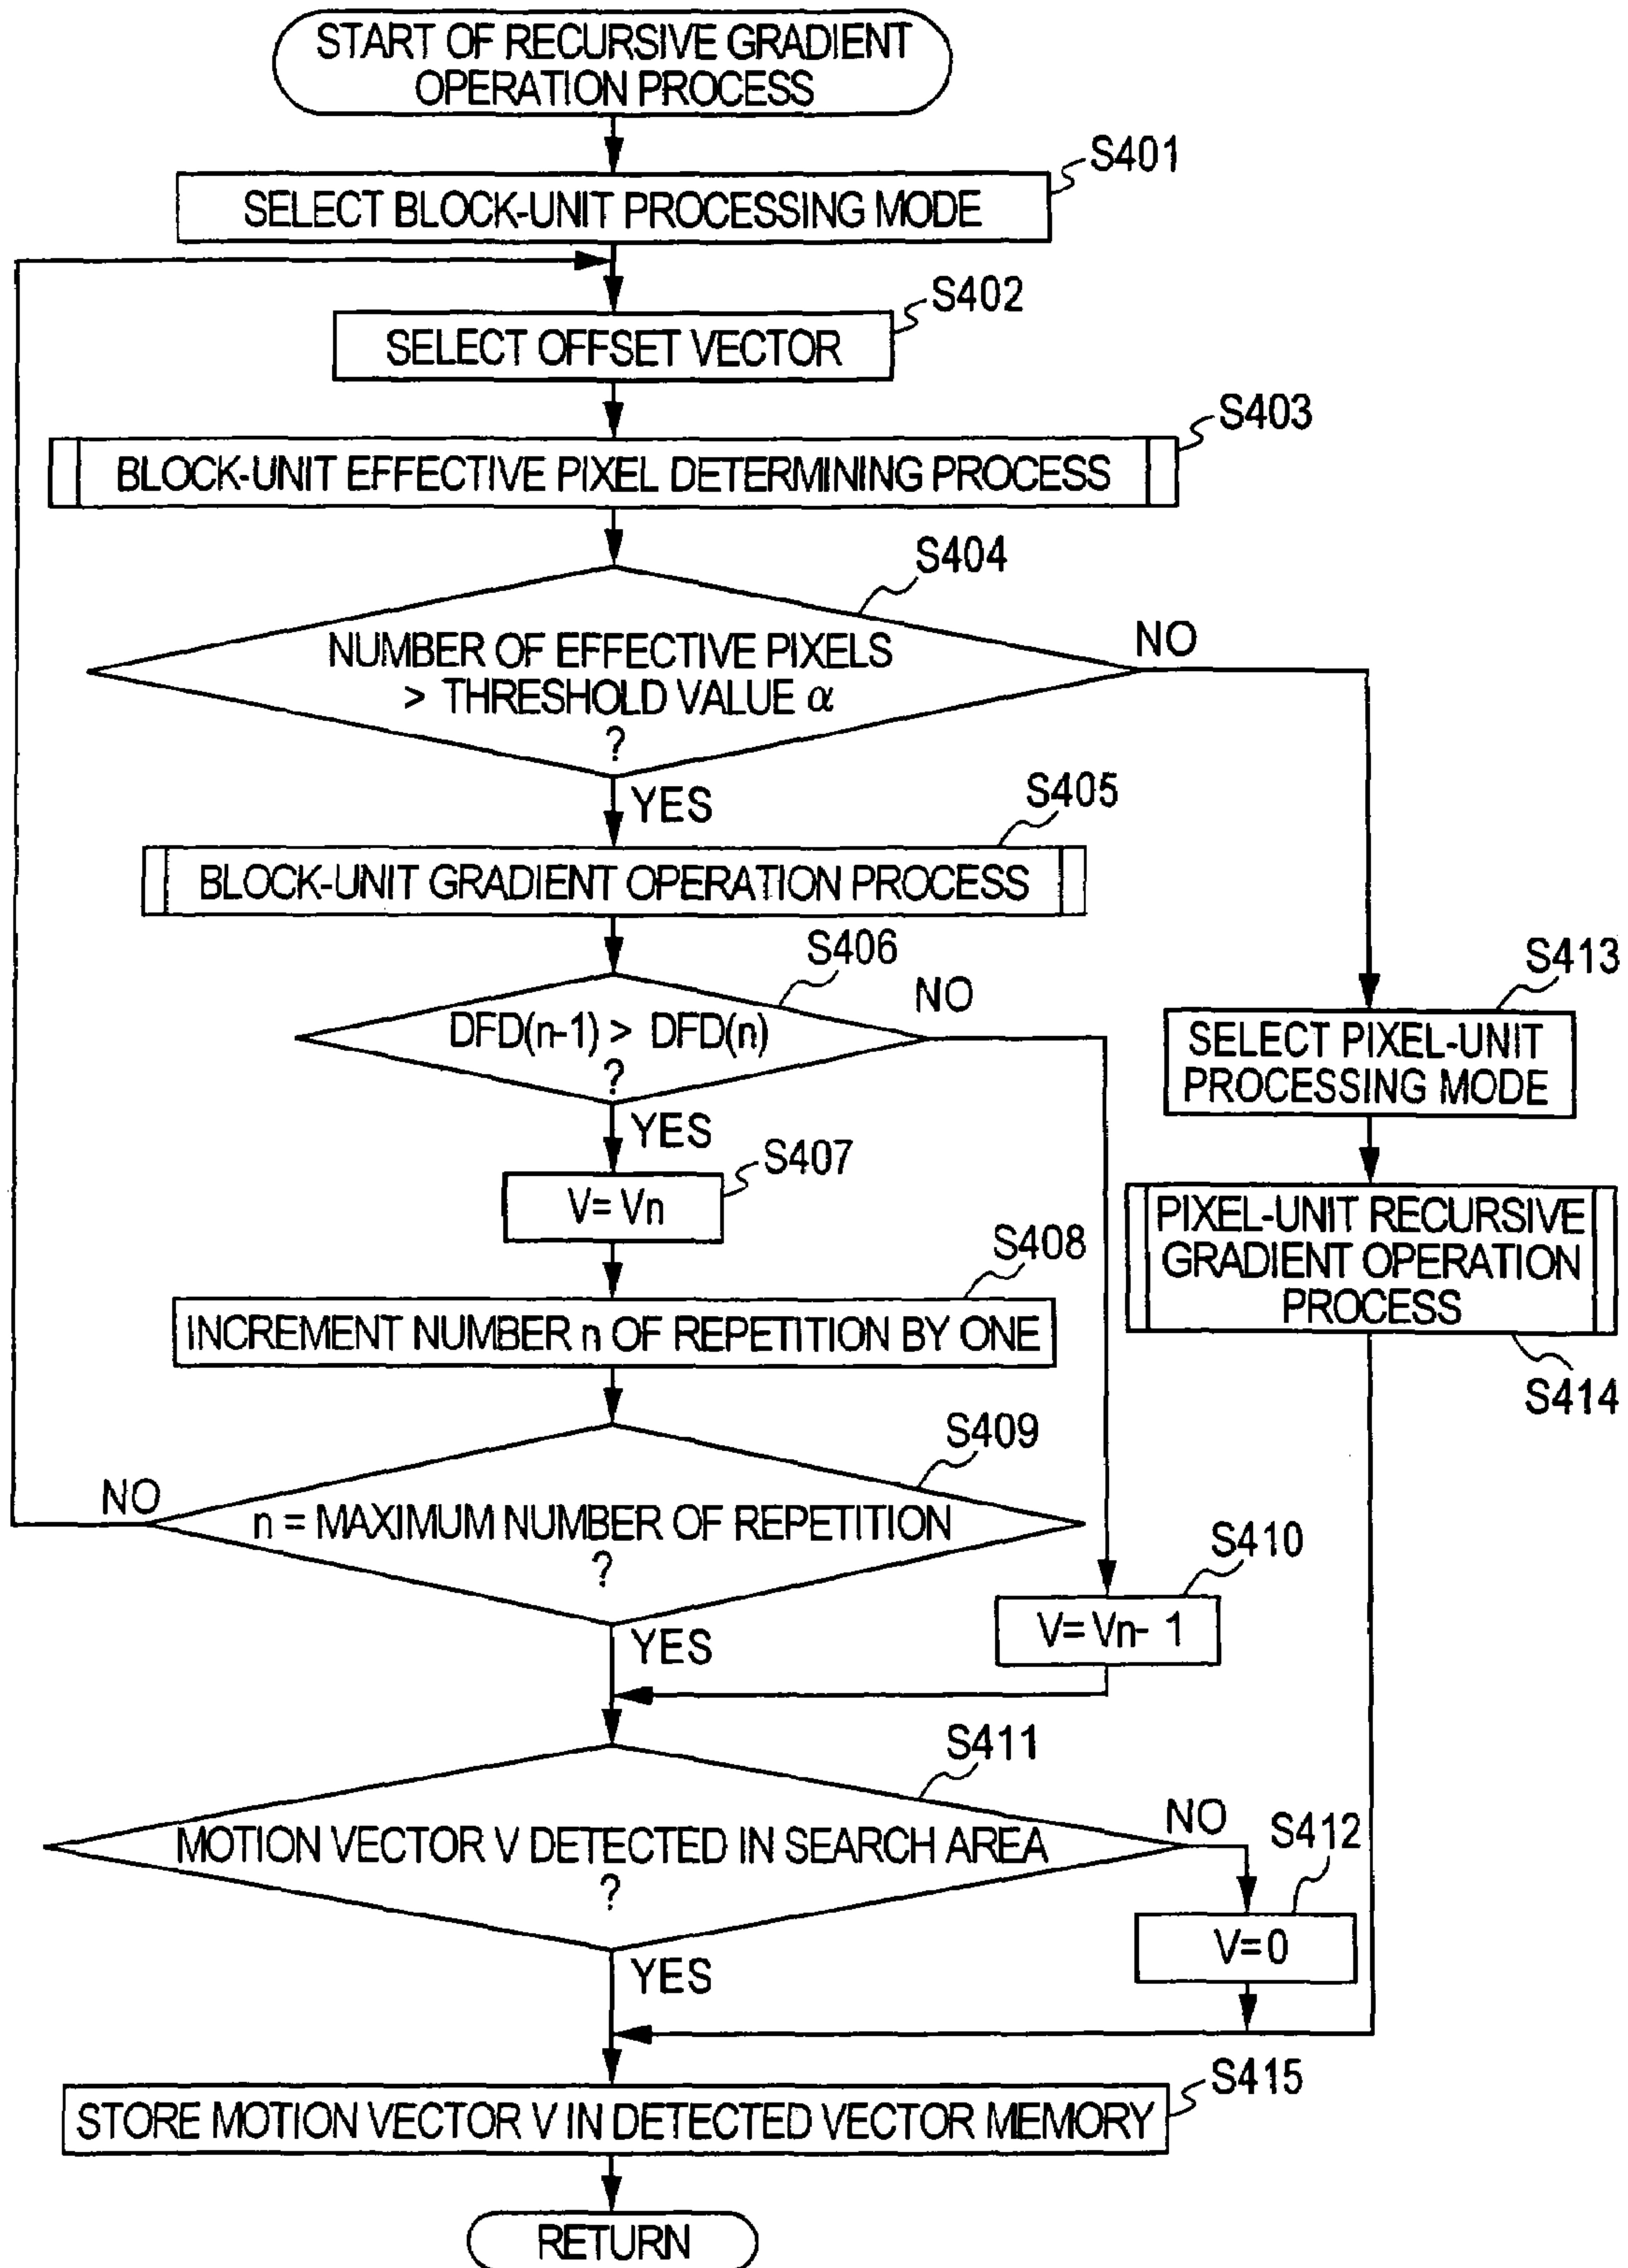 START OF RECURSIVE GRADIENT
OPERATION PROCESS
S401
SELECT BLOCK-UNIT PROCESSING MODE
S402
SELECT OFFSET VECTOR
S403
BLOCK-UNIT EFFECTIVE PIXEL DETERMINING PROCESS
S404
NUMBER OF EFFECTIVE PIXELS
> THRESHOLD VALUE α
?
NO
YES
S405
BLOCK-UNIT GRADIENT OPERATION PROCESS
S406
DFD(n-1) > DFD(n)
?
NO
YES
S413
SELECT PIXEL-UNIT
PROCESSING MODE
S407
V= Vn
PIXEL-UNIT RECURSIVE
GRADIENT OPERATION
PROCESS
S414
S408
INCREMENT NUMBER n OF REPETITION BY ONE
S409
n = MAXIMUM NUMBER OF REPETITION
?
NO
YES
S410
V= Vn- 1
S411
MOTION VECTOR V DETECTED IN SEARCH AREA
?
NO
S412
V=0
YES
S415
STORE MOTION VECTOR V IN DETECTED VECTOR MEMORY
RETURN